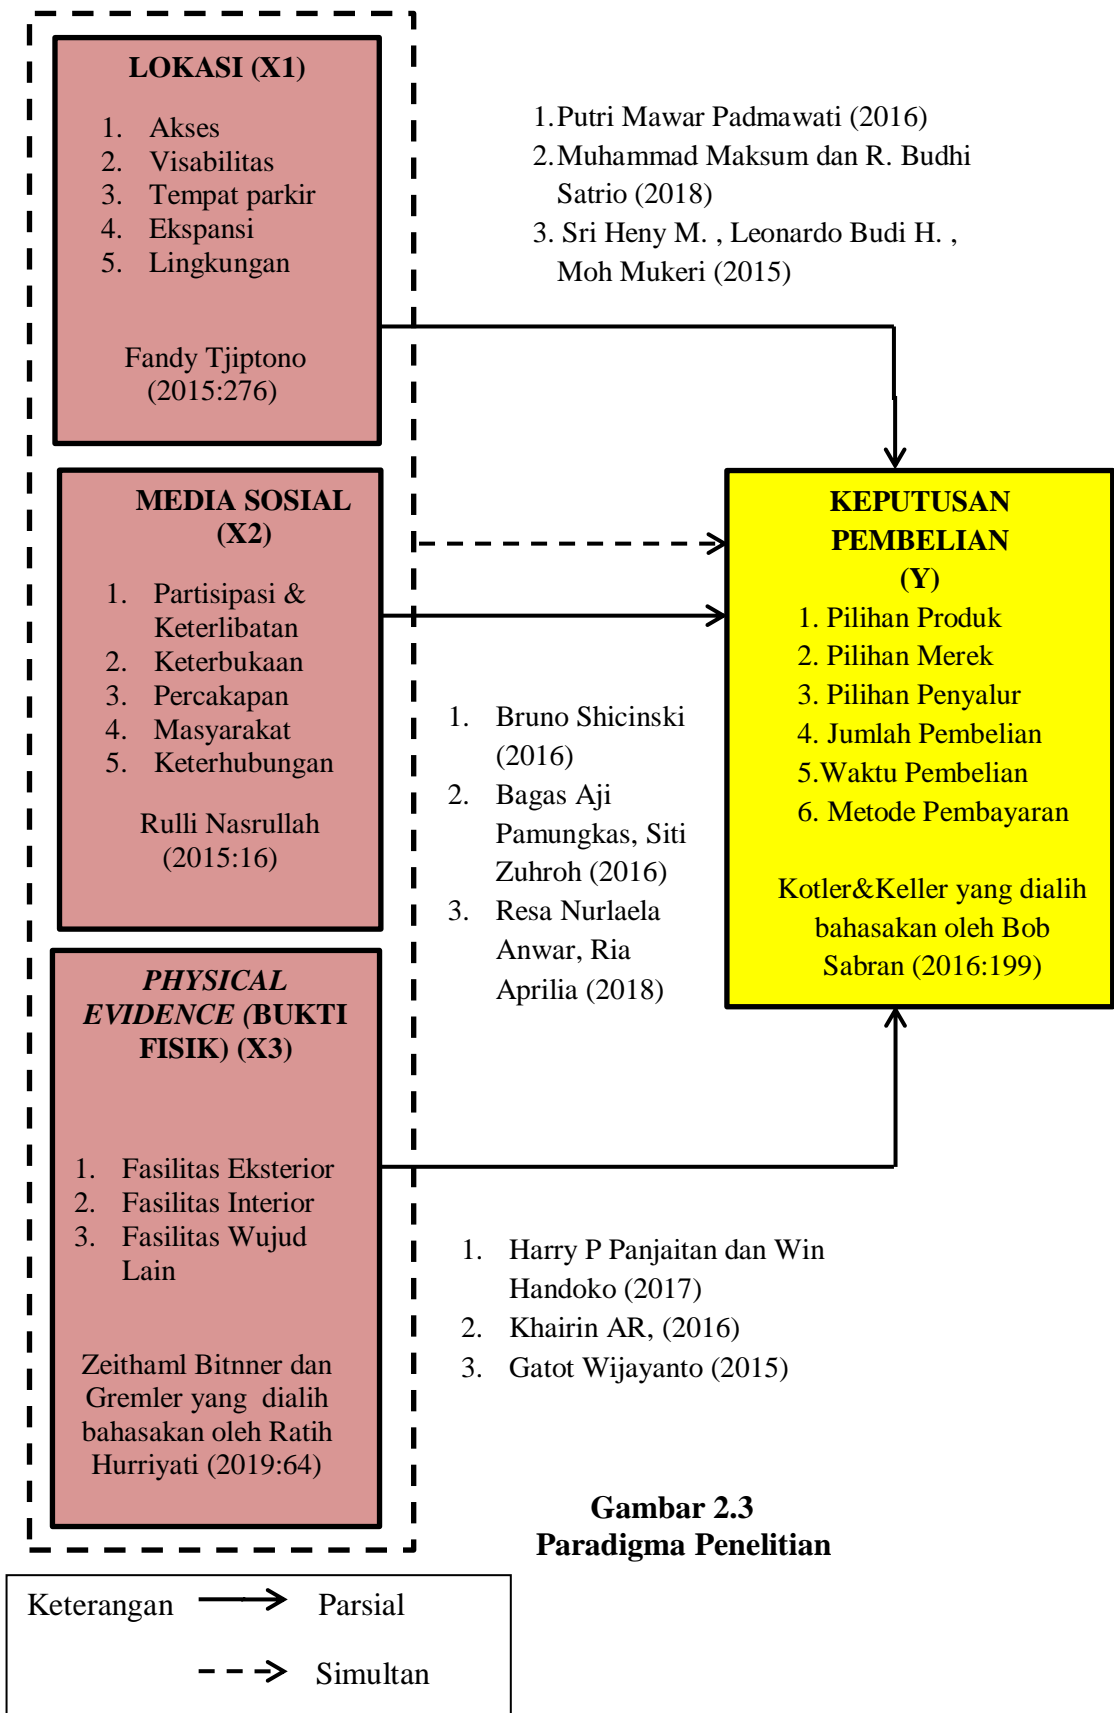 LOKASI (X1)
1. Akses
2. Visabilitas
3. Tempat parkir
4. Ekspansi
5. Lingkungan
Fandy Tjiptono
(2015:276)
1.Putri Mawar Padmawati (2016)
2.Muhammad Maksum dan R. Budhi
Satrio (2018)
3. Sri Heny M. , Leonardo Budi H. ,
Moh Mukeri (2015)
MEDIA SOSIAL
(X2)
1. Partisipasi &
Keterlibatan
2. Keterbukaan
3. Percakapan
4. Masyarakat
5. Keterhubungan
Rulli Nasrullah
(2015:16)
KEPUTUSAN
PEMBELIAN
(Y)
1. Pilihan Produk
2. Pilihan Merek
3. Pilihan Penyalur
4. Jumlah Pembelian
5.Waktu Pembelian
6. Metode Pembayaran
Kotler&Keller yang dialih
bahasakan oleh Bob
Sabran (2016:199)
1. Bruno Shicinski
(2016)
2. Bagas Aji
Pamungkas, Siti
Zuhroh (2016)
3. Resa Nurlaela
Anwar, Ria
Aprilia (2018)
PHYSICAL
EVIDENCE (BUKTI
FISIK) (X3)
1. Fasilitas Eksterior
2. Fasilitas Interior
3. Fasilitas Wujud
Lain
Zeithaml Bitnner dan
Gremler yang dialih
bahasakan oleh Ratih
Hurriyati (2019:64)
1. Harry P Panjaitan dan Win
Handoko (2017)
2. Khairin AR, (2016)
3. Gatot Wijayanto (2015)
Gambar 2.3
Paradigma Penelitian
Keterangan Parsial
Simultan